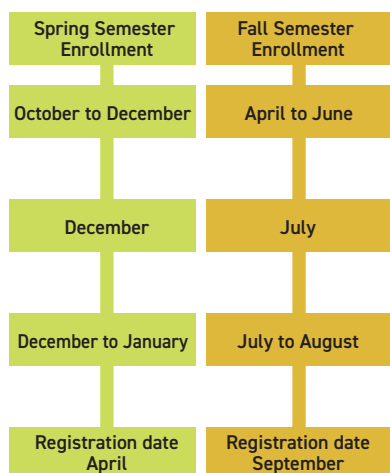 Spring Semester
Enrollment
October to December
December
December to January
Registration date
April
Fall Semester
Enrollment
April to June
July
July to August
Registration date
September